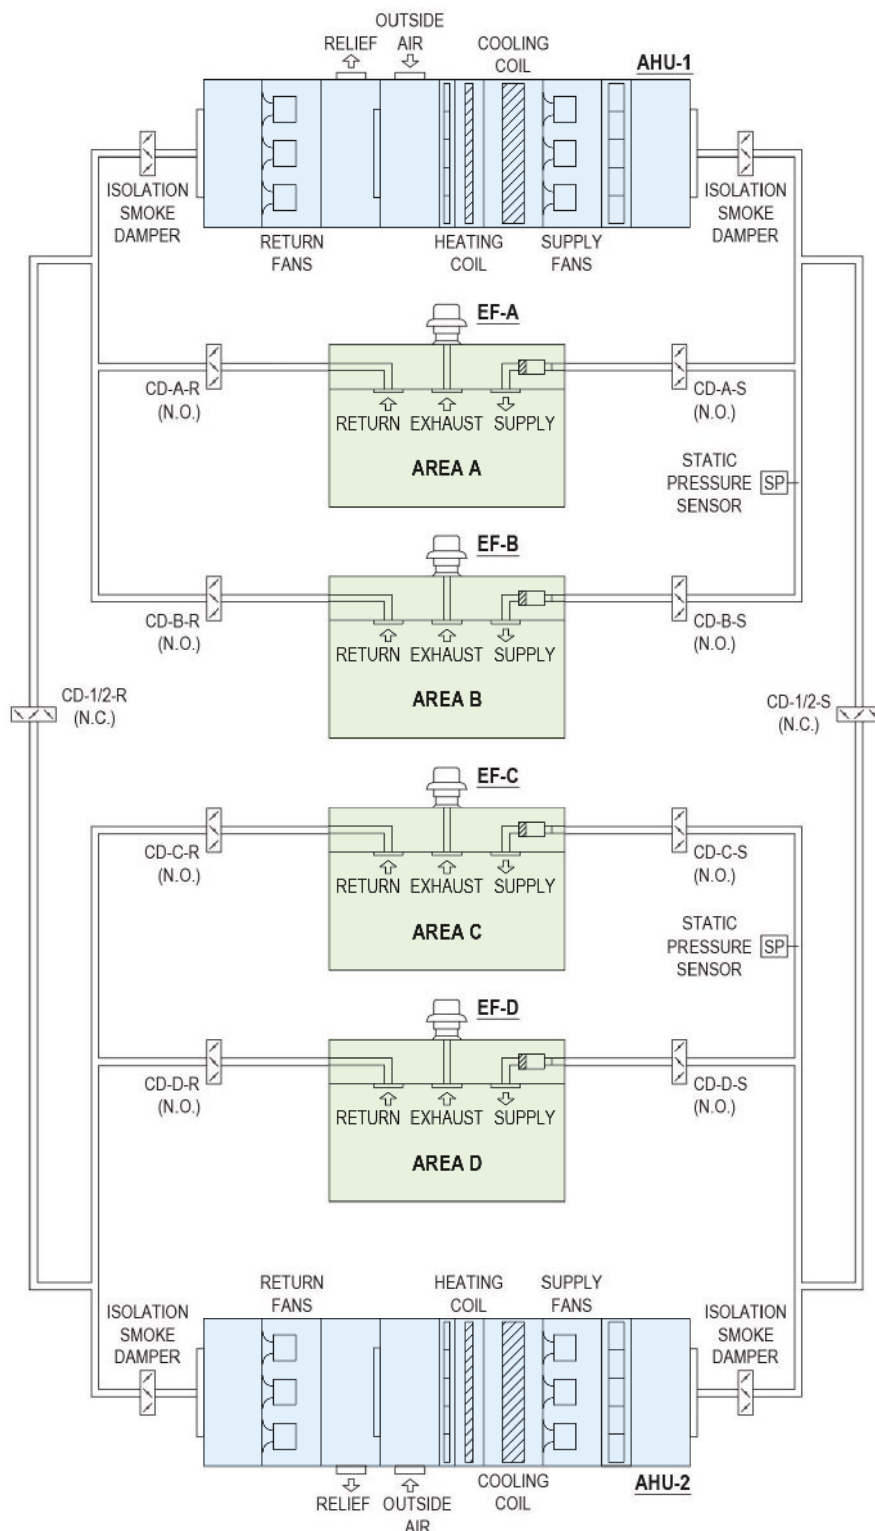 OUTSIDE
RELIEF AIR
COOLING
COIL
AHU-1
ISOLATION
SMOKE
DAMPER
RETURN
FANS
HEATING
COIL
SUPPLY
FANS
ISOLATION
SMOKE
DAMPER
EF-A
CD-A-R
(N.O.)
CD-A-S
(N.O.)
RETURN EXHAUST SUPPLY
AREA A
STATIC
PRESSURE SP
SENSOR
EF-B
CD-B-R
(N.O.)
CD-B-S
(N.O.)
RETURN EXHAUST SUPPLY
AREA B
CD-1/2-R
(N.C.)
CD-1/2-S
(N.C.)
EF-C
CD-C-R
(N.O.)
CD-C-S
(N.O.)
RETURN EXHAUST SUPPLY
AREA C
STATIC
PRESSURE SP
SENSOR
EF-D
CD-D-R
(N.O.)
CD-D-S
(N.O.)
RETURN EXHAUST SUPPLY
AREA D
RETURN
FANS
HEATING
COIL
SUPPLY
FANS
ISOLATION
SMOKE
DAMPER
ISOLATION
SMOKE
DAMPER
RELIEF OUTSIDE
AIR
COOLING
COIL
AHU-2